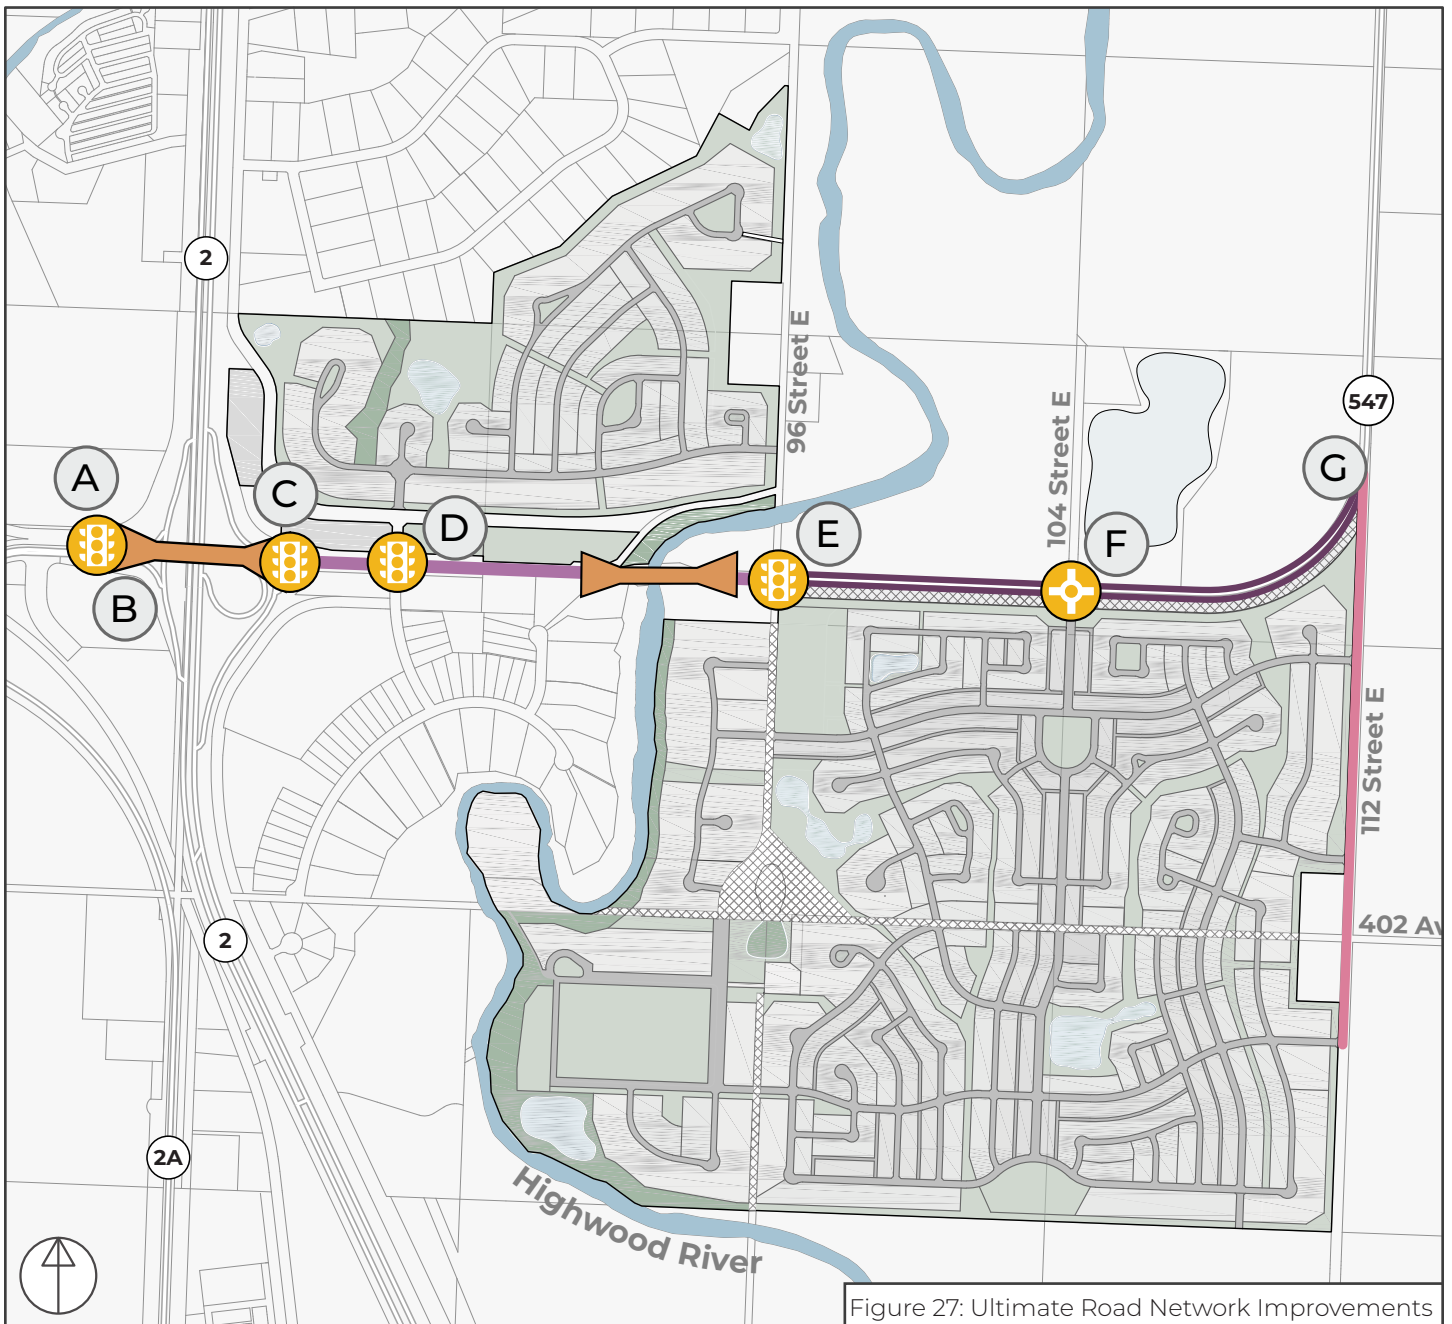 2
96 Street E
104 Street E
547
A
C
G
D
E
F
B
112 Street E
402 Av
2
2A
Highwood River
Figure 27: Ultimate Road Network Improvements